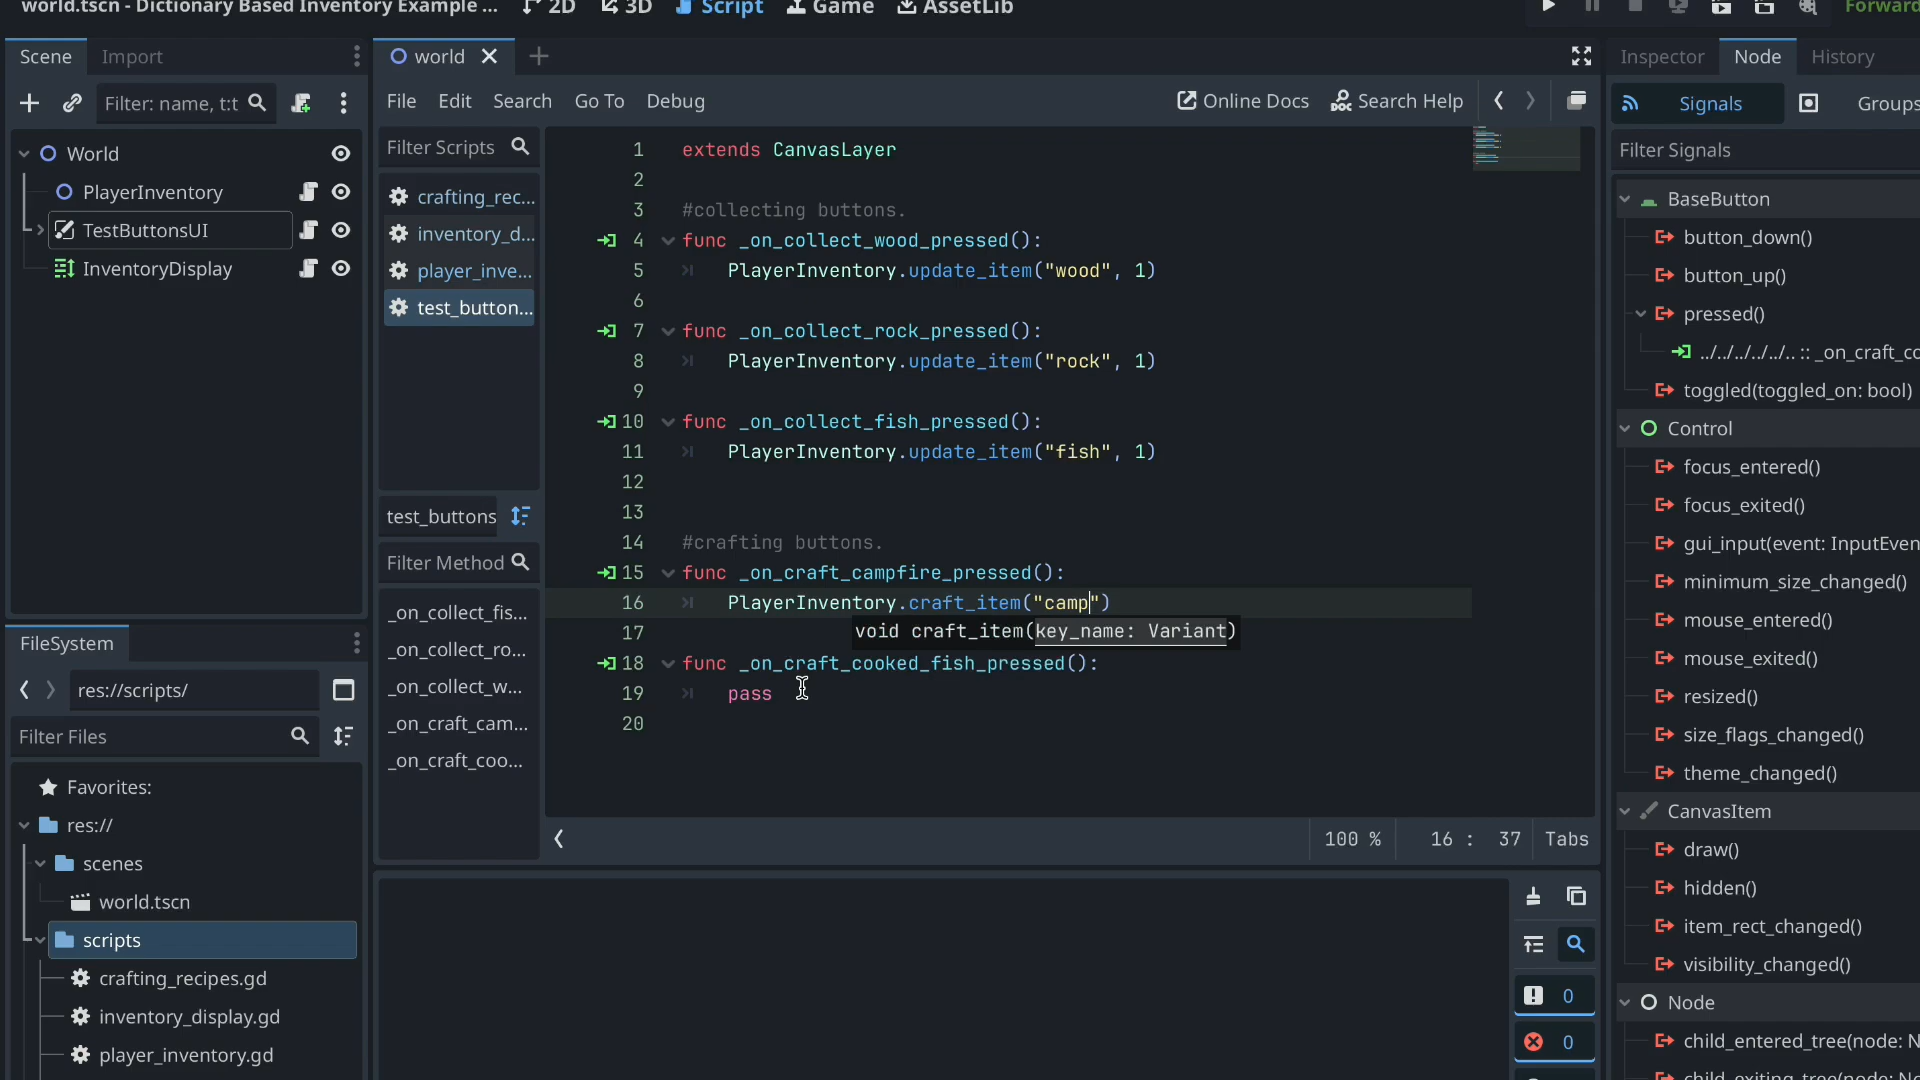 world.tscn - Dictionary Based Inventory Example ...
2D
3D
Script
Game
AssetLib
Forward
Scene
Import
Filter: name, t:t
World
PlayerInventory
TestButtonsUI
InventoryDisplay
FileSystem
res://scripts/
Filter Files
Favorites:
res://
scenes
world.tscn
scripts
crafting_recipes.gd
inventory_display.gd
player_inventory.gd
world
File
Edit
Search
Go To
Debug
Online Docs
Search Help
Filter Scripts
crafting_rec...
inventory_d...
player_inve...
test_button...
test_buttons
Filter Method
_on_collect_fis...
_on_collect_ro...
_on_collect_w...
_on_craft_cam...
_on_craft_coo...
1 extends CanvasLayer
2
3 #collecting buttons.
4 func _on_collect_wood_pressed():
5 PlayerInventory.update_item("wood", 1)
6
7 func _on_collect_rock_pressed():
8 PlayerInventory.update_item("rock", 1)
9
10 func _on_collect_fish_pressed():
11 PlayerInventory.update_item("fish", 1)
12
13
14 #crafting buttons.
15 func _on_craft_campfire_pressed():
16 PlayerInventory.craft_item("camp")
17 void craft_item(key_name: Variant)
18 func _on_craft_cooked_fish_pressed():
19 pass
20
100 %
16 : 37
Tabs
0
0
Inspector
Node
History
Signals
Groups
Filter Signals
BaseButton
button_down()
button_up()
pressed()
../../../../../.. :: _on_craft_co
toggled(toggled_on: bool)
Control
focus_entered()
focus_exited()
gui_input(event: InputEven
minimum_size_changed()
mouse_entered()
mouse_exited()
resized()
size_flags_changed()
theme_changed()
CanvasItem
draw()
hidden()
item_rect_changed()
visibility_changed()
Node
child_entered_tree(node: N
child_exiting_tree(node: No